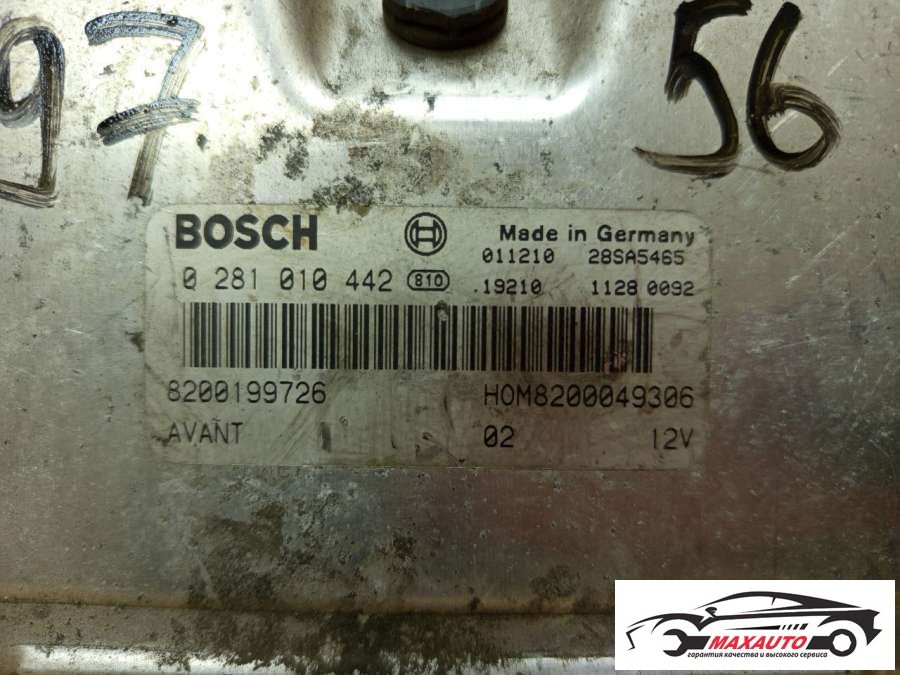 97 56
BOSCH Made in Germany
011210 28SA5465
0 281 010 442 810 .19210 1128 0092
8200199726 HOM8200049306
AVANT 02 12V
MAXAUTO
гарантия качества и высокого сервиса